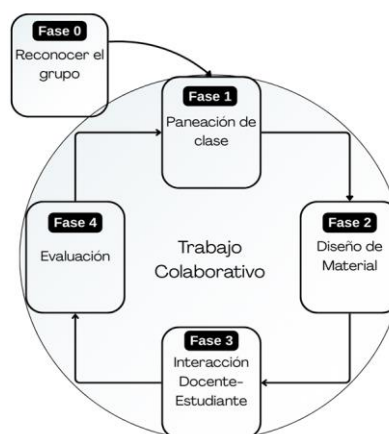 Fase 0
Reconocer el
grupo
Fase 1
Paneación de
clase
Fase 2
Diseño de
Material
Fase 3
Interacción
Docente-
Estudiante
Fase 4
Evaluación
Trabajo
Colaborativo